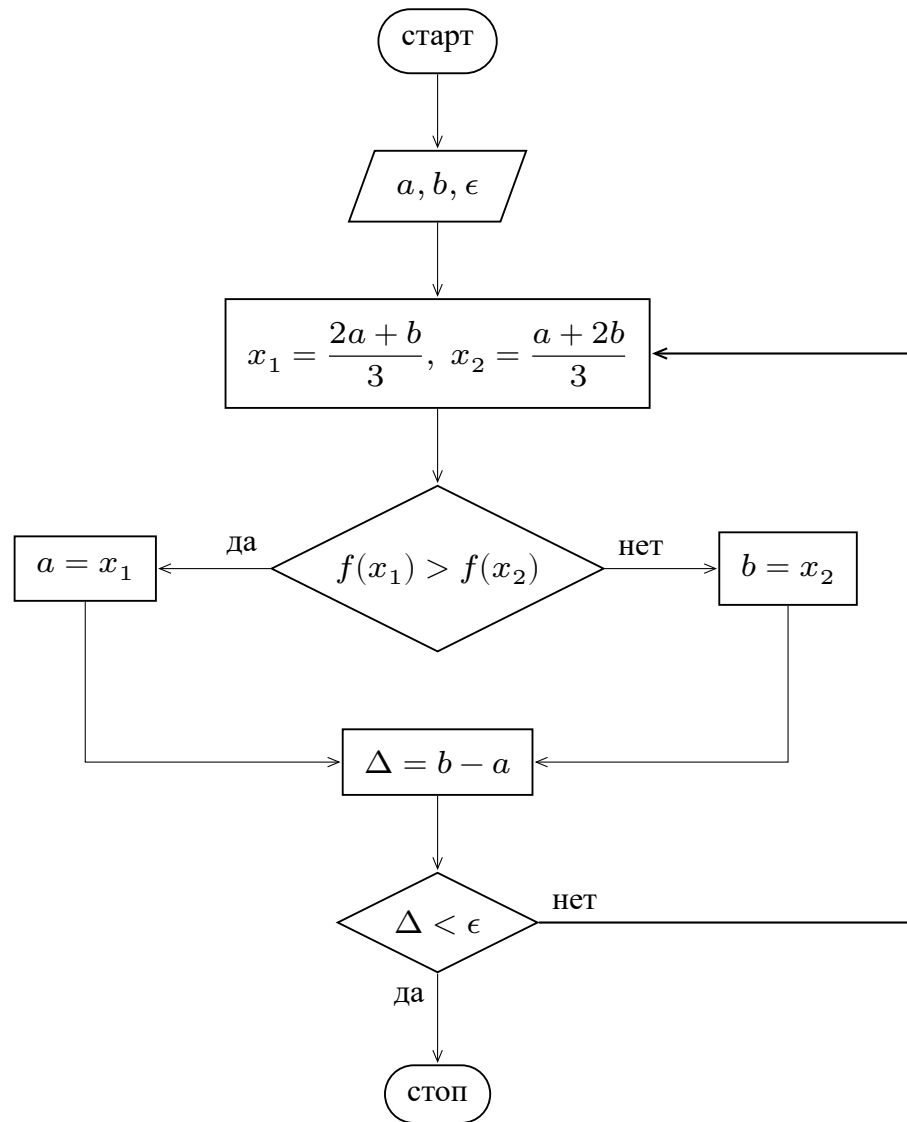 старт
a, b, ϵ
x₁ = (2a + b)/3, x₂ = (a + 2b)/3
да
нет
a = x₁
f(x₁) > f(x₂)
b = x₂
Δ = b − a
нет
Δ < ϵ
да
стоп